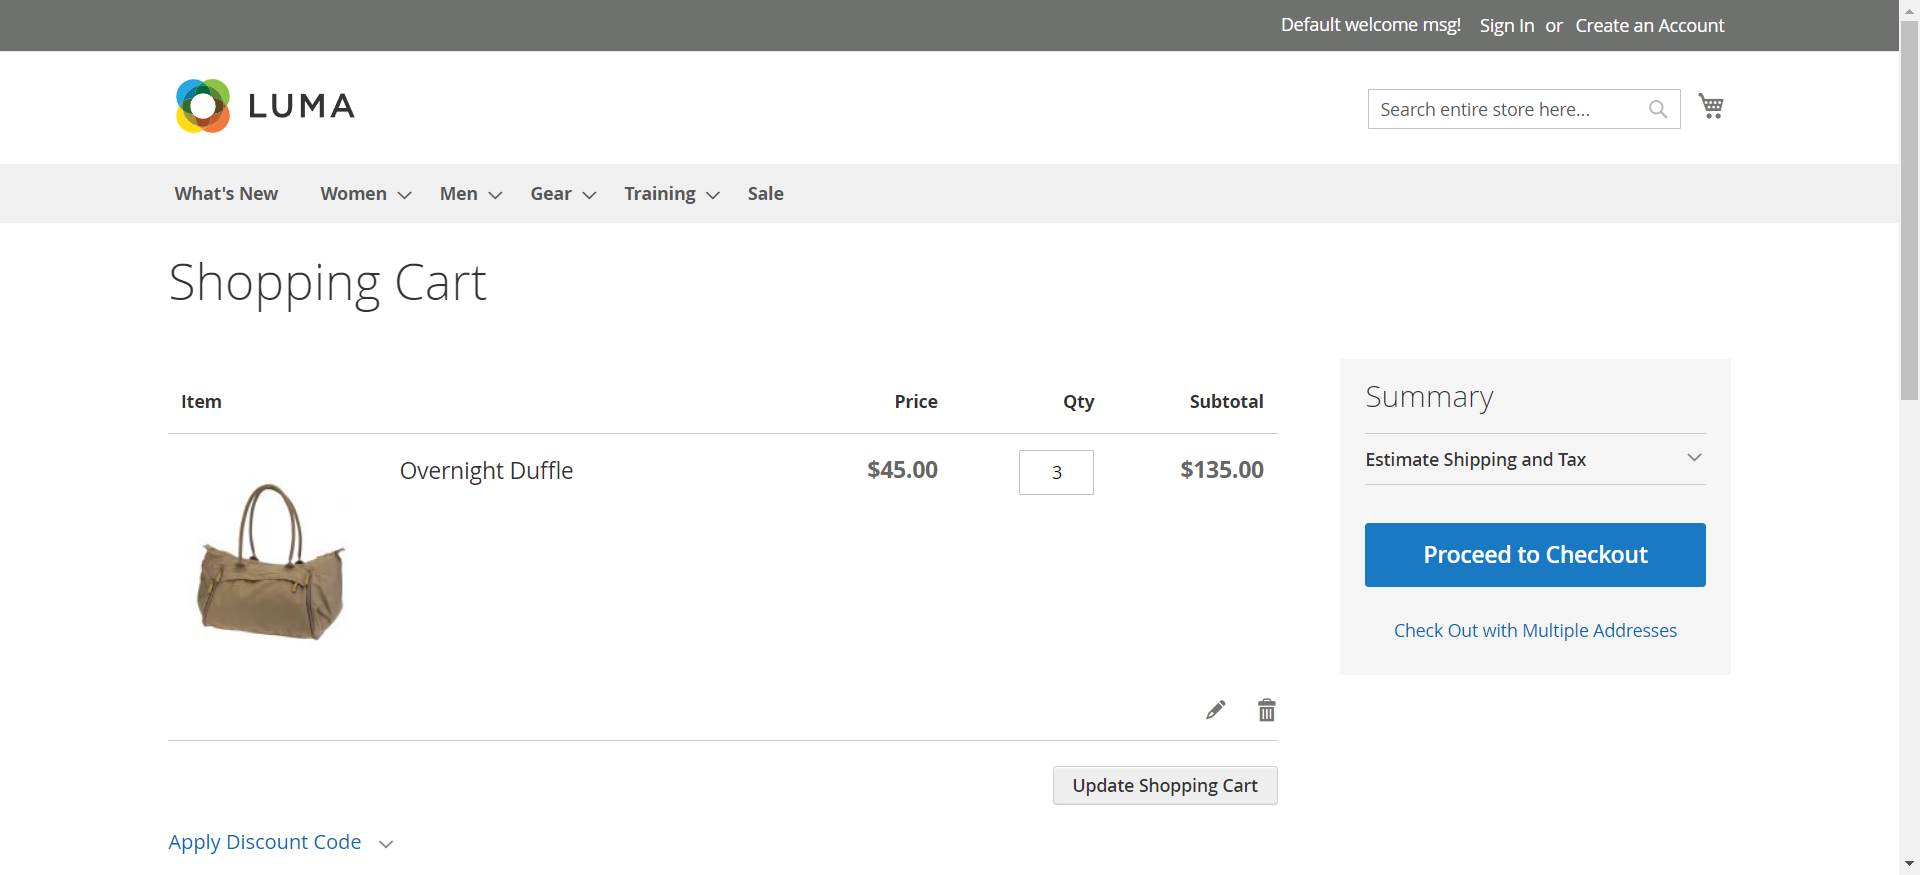 Default welcome msg! Sign In or Create an Account
LUMA
Search entire store here...
What's New Women Men Gear Training Sale
Shopping Cart
Item Price Qty Subtotal
Overnight Duffle $45.00 3 $135.00
Summary
Estimate Shipping and Tax
Proceed to Checkout
Check Out with Multiple Addresses
Update Shopping Cart
Apply Discount Code